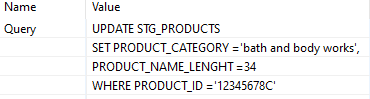 Name Value
Query UPDATE STG_PRODUCTS
SET PRODUCT_CATEGORY ='bath and body works',
PRODUCT_NAME_LENGHT =34
WHERE PRODUCT_ID ='12345678C'